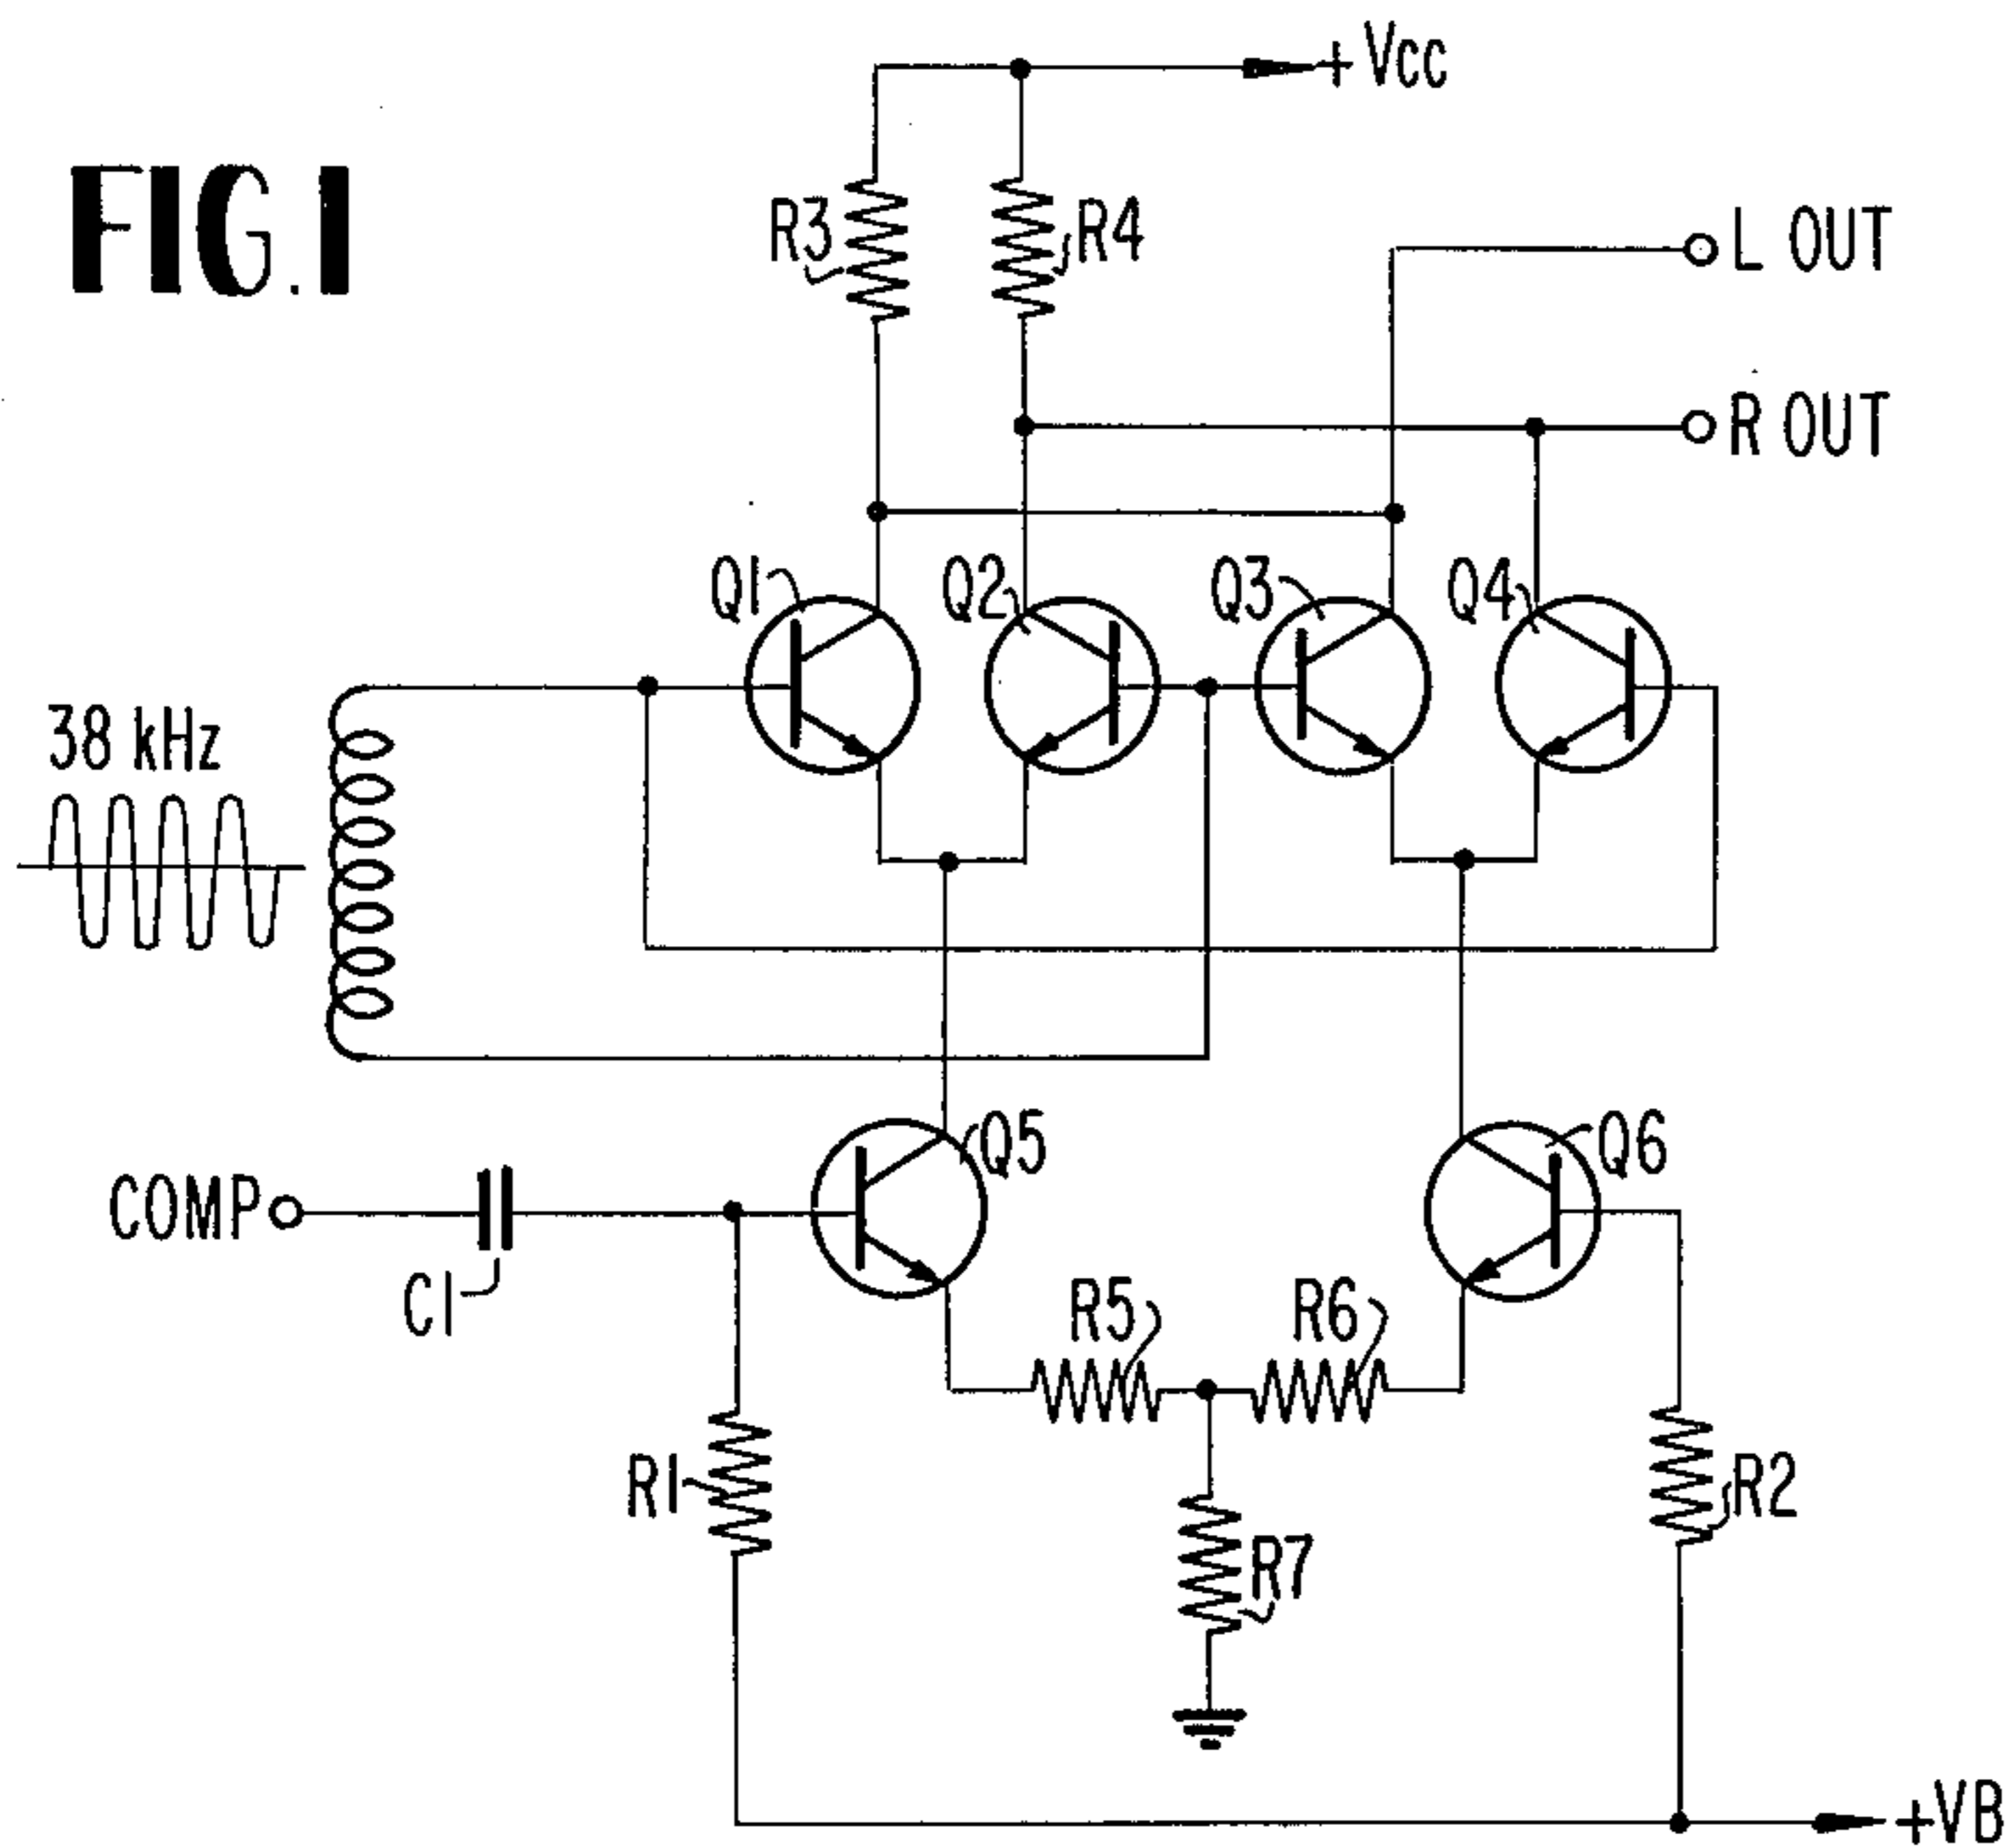 +Vcc
FIG.1
R3
R4
L OUT
R OUT
Q1
Q2
Q3
Q4
38 kHz
Q5
Q6
COMP
C1
R5
R6
R1
R2
R7
+VB